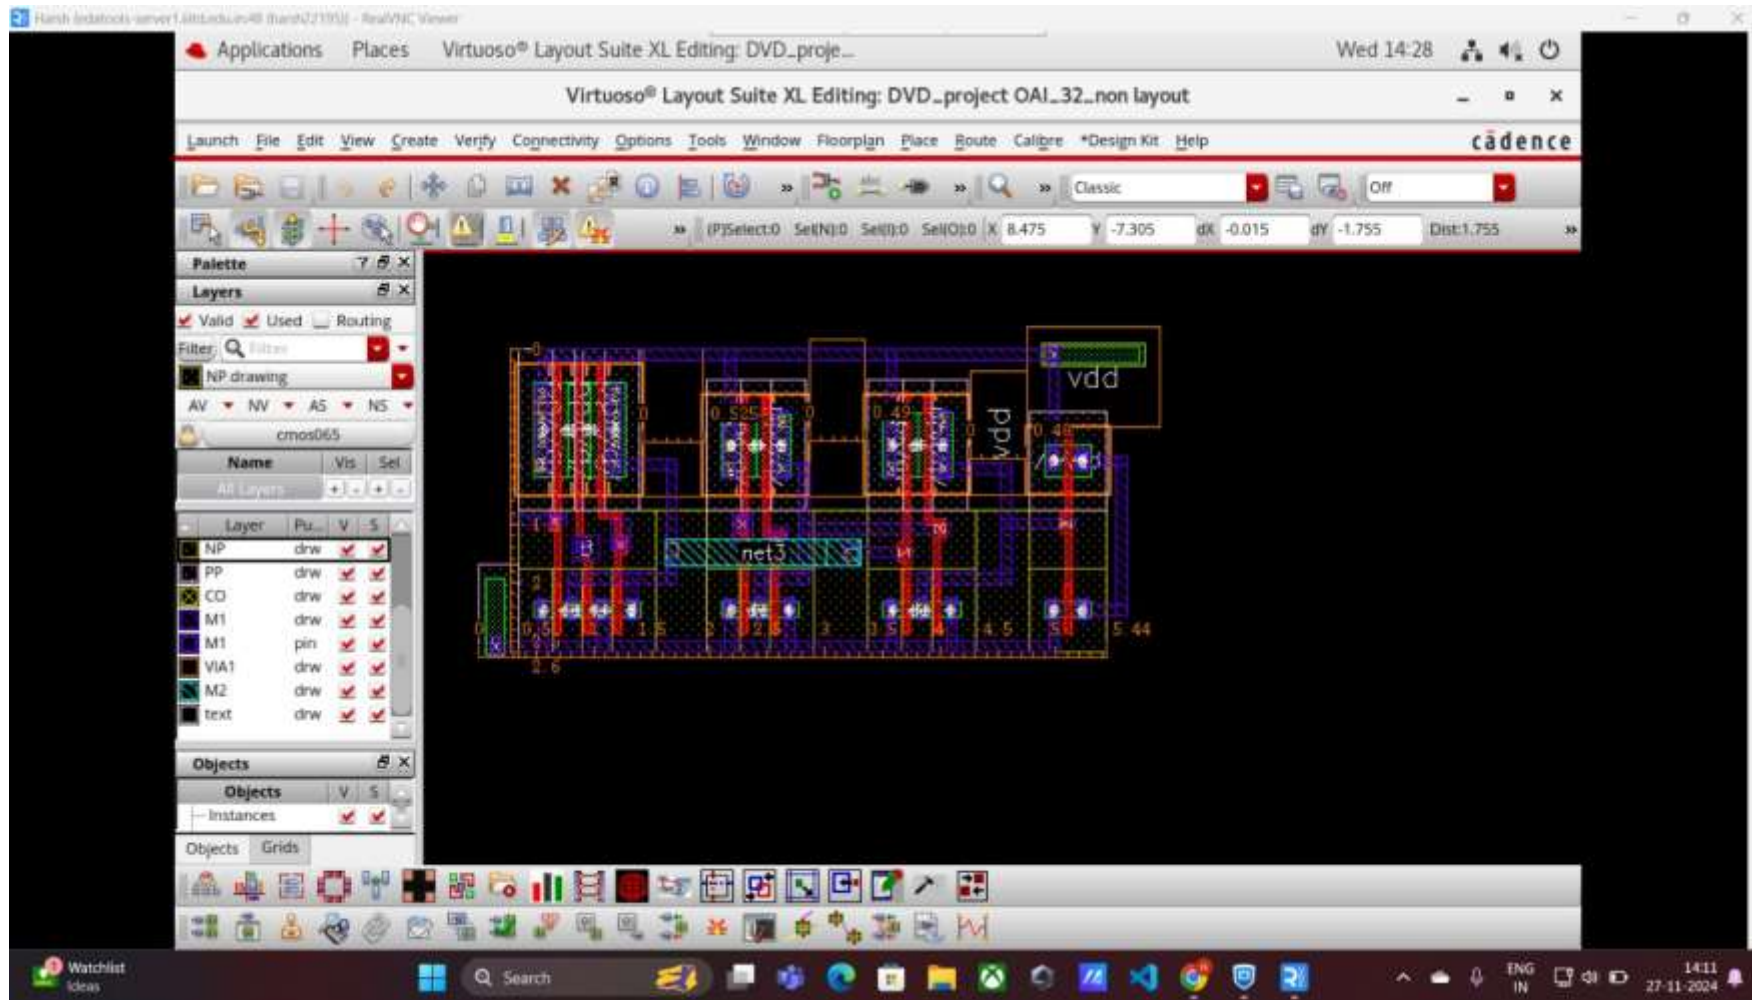 Applications Places Virtuoso® Layout Suite XL Editing: DVD_proje... Wed 14:28
Virtuoso® Layout Suite XL Editing: DVD_project OAI_32_non layout
Launch File Edit View Create Verify Connectivity Options Tools Window Floorplan Place Route Calibre *Design Kit Help cādence
Classic Off
(P)Select:0 Sel(N):0 Sel(I):0 Sel(O):0 X 8.475 Y -7.305 dX -0.015 dY -1.755 Dist:1.755
Palette
Layers
Valid Used Routing
Filter: Filter
NP drawing
AV NV AS NS
cmos065
Name Vis Sel
All Layers
Layer Pu... V S
NP drw
PP drw
CO drw
M1 drw
M1 pin
VIA1 drw
M2 drw
text drw
Objects
Objects V S
Instances
Objects Grids
vdd
vdd
net3
5.44
Watchlist
Ideas
Search
ENG
IN
14:11
27-11-2024